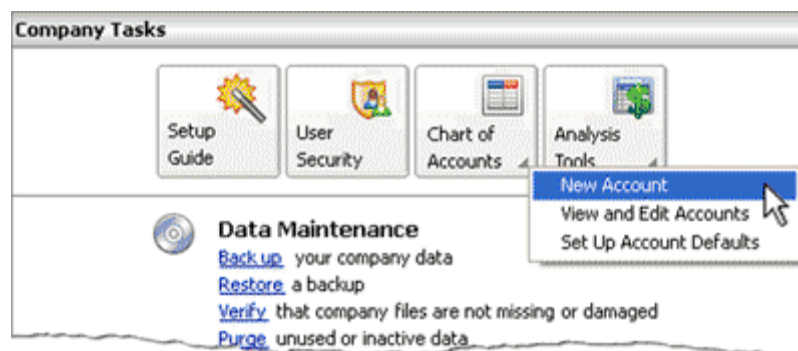 Company Tasks
Setup
Guide
User
Security
Chart of
Accounts
Analysis
Tools
New Account
View and Edit Accounts
Set Up Account Defaults
Data Maintenance
Back up your company data
Restore a backup
Verify that company files are not missing or damaged
Purge unused or inactive data